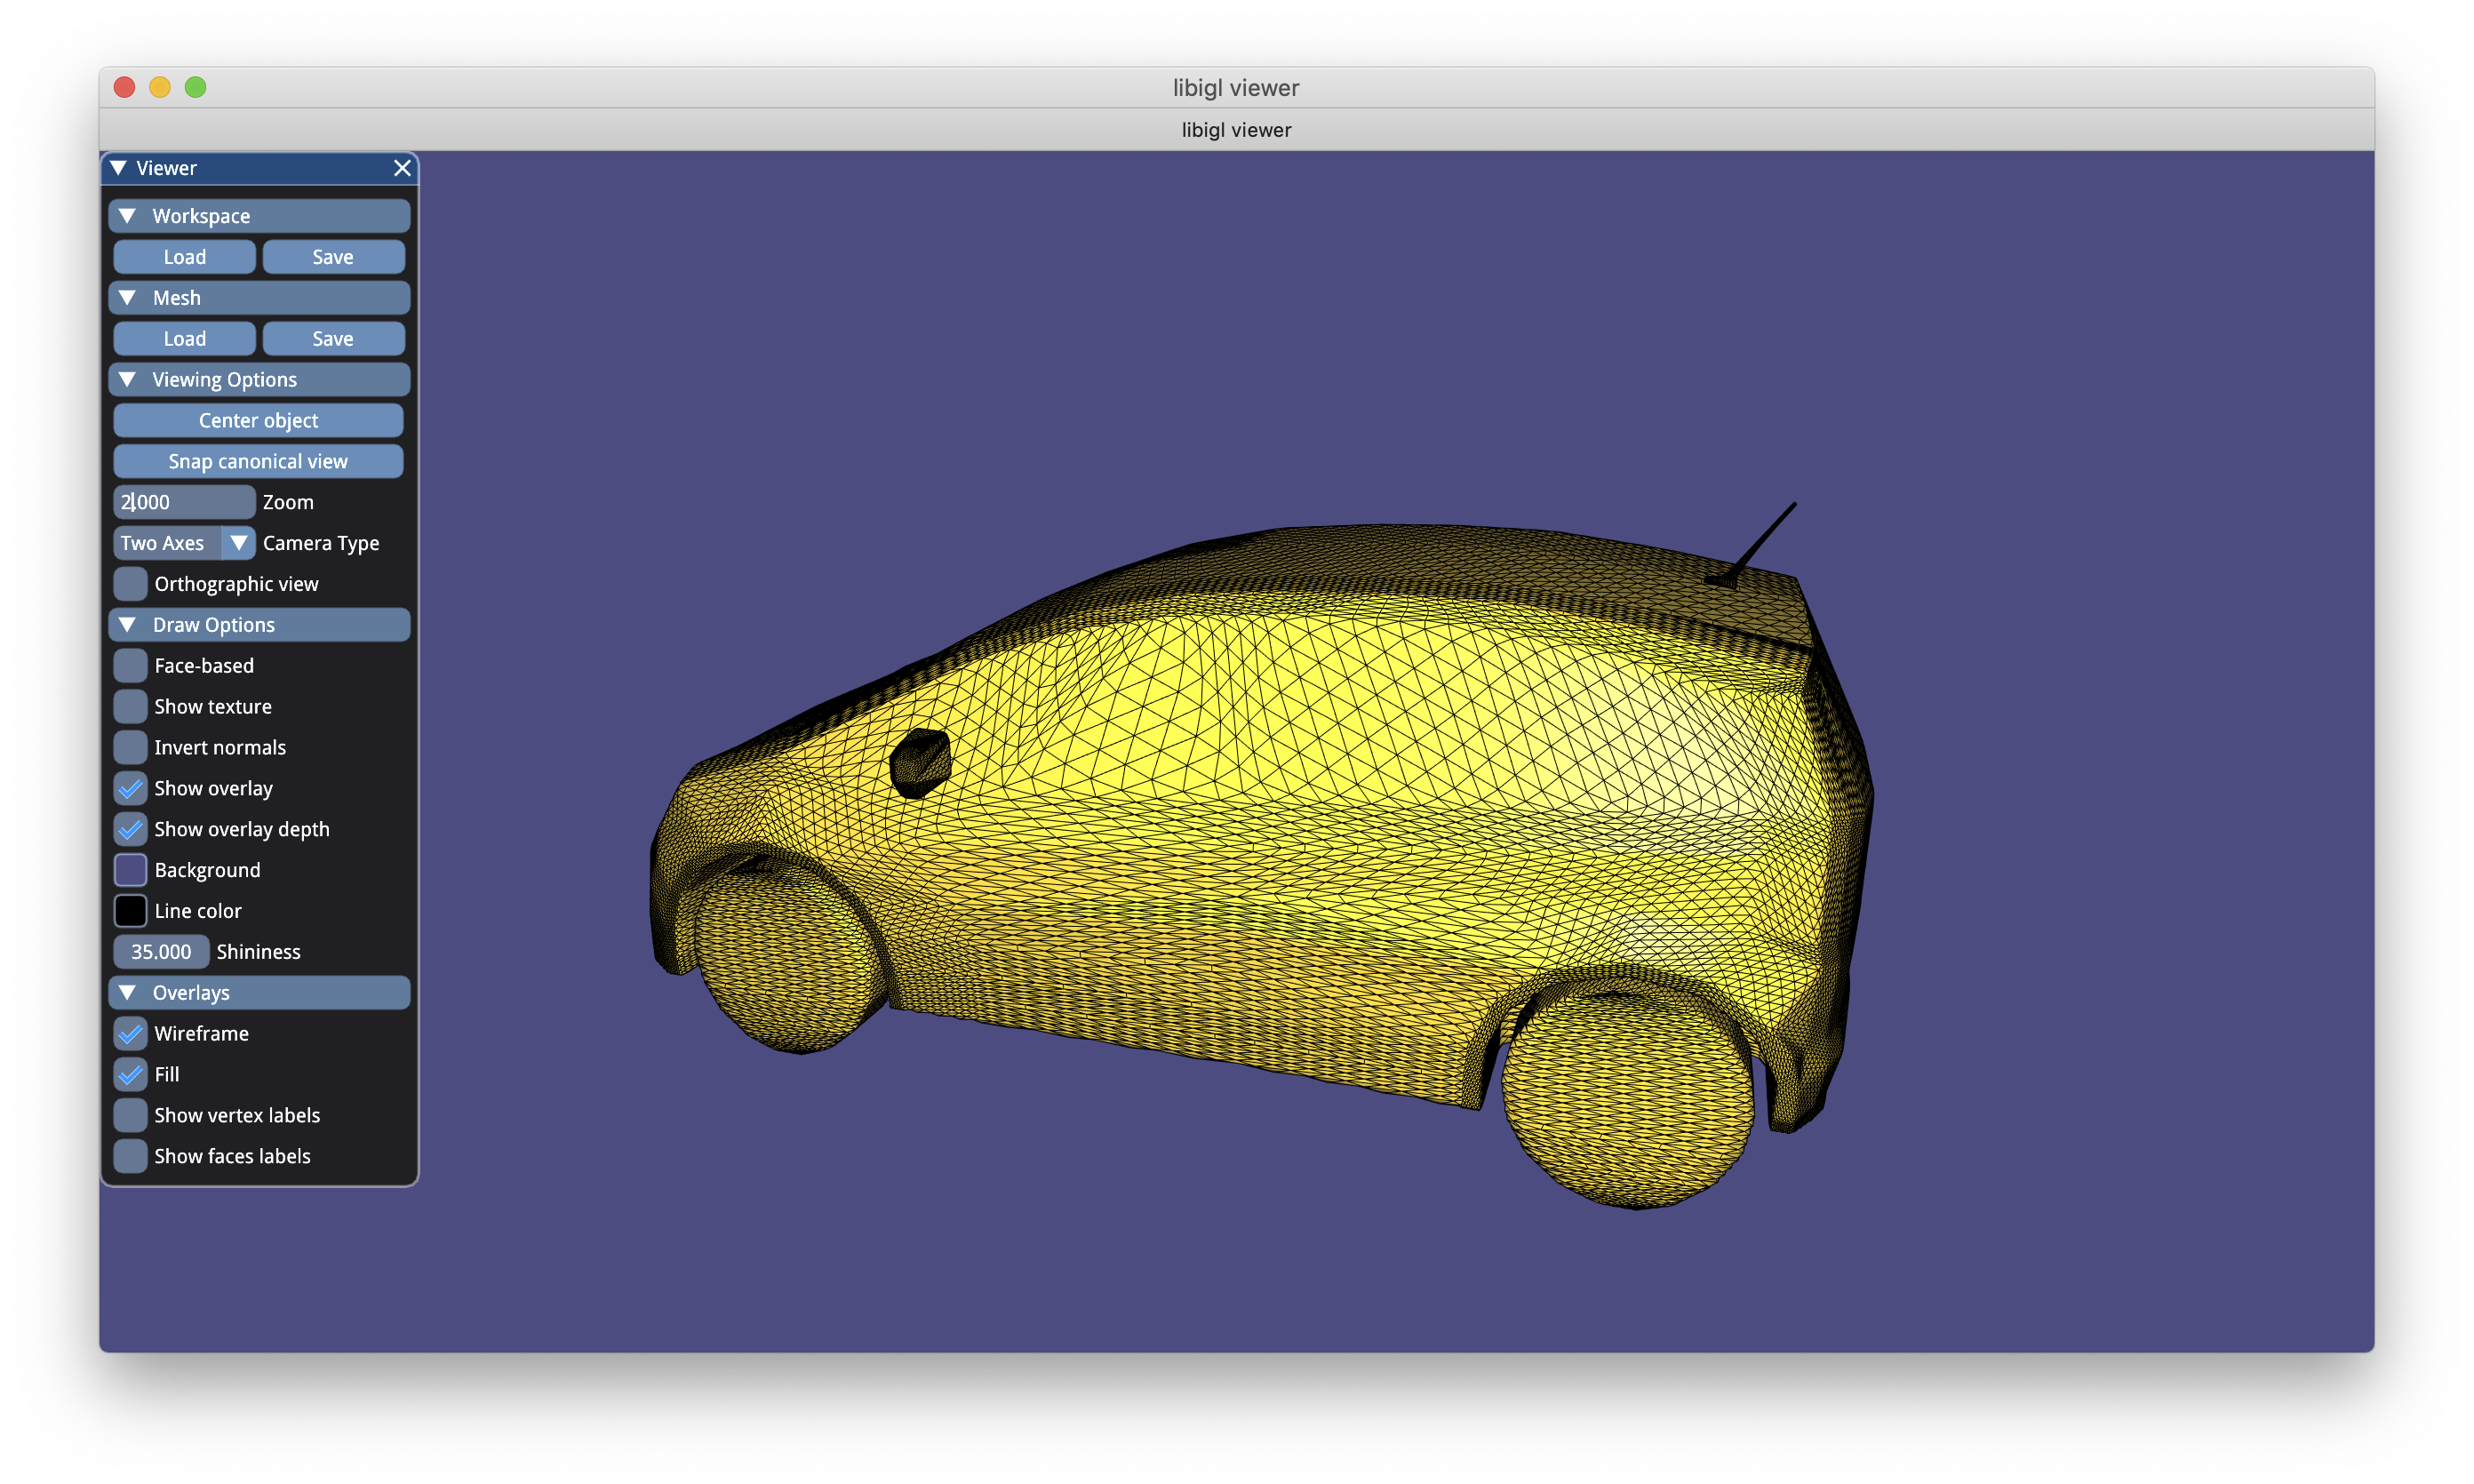 libigl viewer
libigl viewer
Viewer
Workspace
Load Save
Mesh
Load Save
Viewing Options
Center object
Snap canonical view
2.000 Zoom
Two Axes Camera Type
Orthographic view
Draw Options
Face-based
Show texture
Invert normals
Show overlay
Show overlay depth
Background
Line color
35.000 Shininess
Overlays
Wireframe
Fill
Show vertex labels
Show faces labels